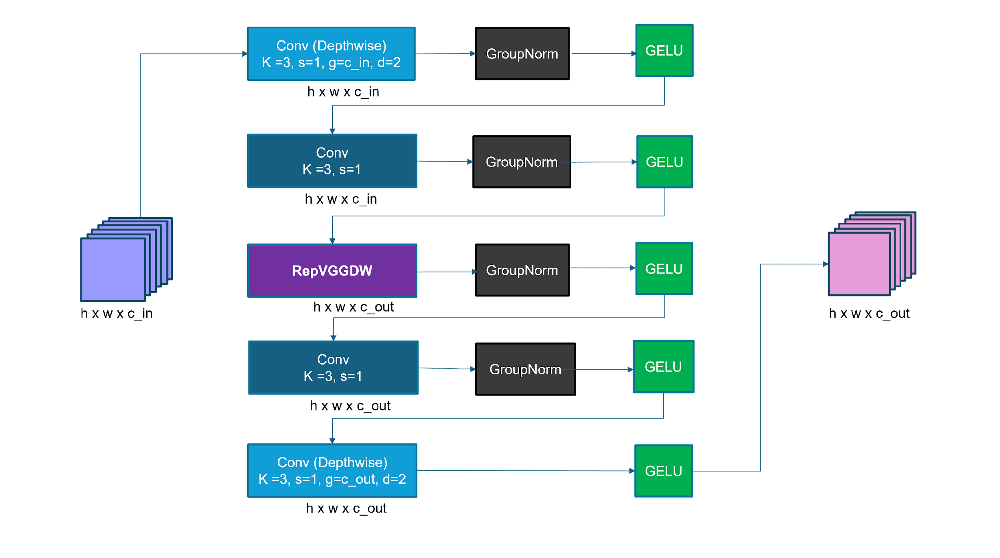 Conv (Depthwise)
K =3, s=1, g=c_in, d=2
h x w x c_in
GroupNorm
GELU
Conv
K =3, s=1
h x w x c_in
GroupNorm
GELU
h x w x c_in
RepVGGDW
h x w x c_out
GroupNorm
GELU
h x w x c_out
Conv
K =3, s=1
h x w x c_out
GroupNorm
GELU
Conv (Depthwise)
K =3, s=1, g=c_out, d=2
h x w x c_out
GELU